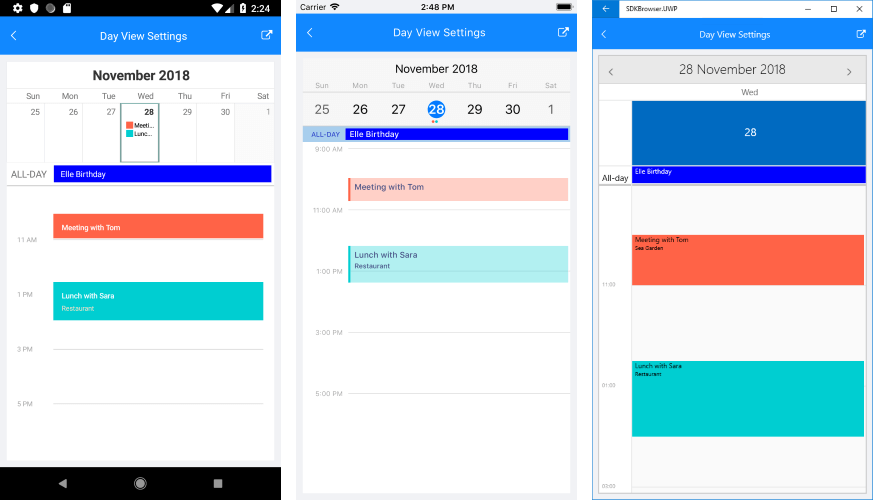 2:24
Day View Settings
November 2018
Sun Mon Tue Wed Thu Fri Sat
25 26 27 28 29 30 1
Meeti...
Lunc...
ALL-DAY Elle Birthday
Meeting with Tom
11 AM
Lunch with Sara
1 PM
Restaurant
3 PM
5 PM
Carrier 2:48 PM
Day View Settings
November 2018
Sun Mon Tue Wed Thu Fri Sat
25 26 27 28 29 30 1
ALL-DAY Elle Birthday
9:00 AM
Meeting with Tom
11:00 AM
Lunch with Sara
Restaurant
1:00 PM
3:00 PM
5:00 PM
SDKBrowser.UWP
Day View Settings
28 November 2018
Wed
28
Elle Birthday
All-day
Meeting with Tom
Sea Garden
11:00
Lunch with Sara
Restaurant
01:00
03:00